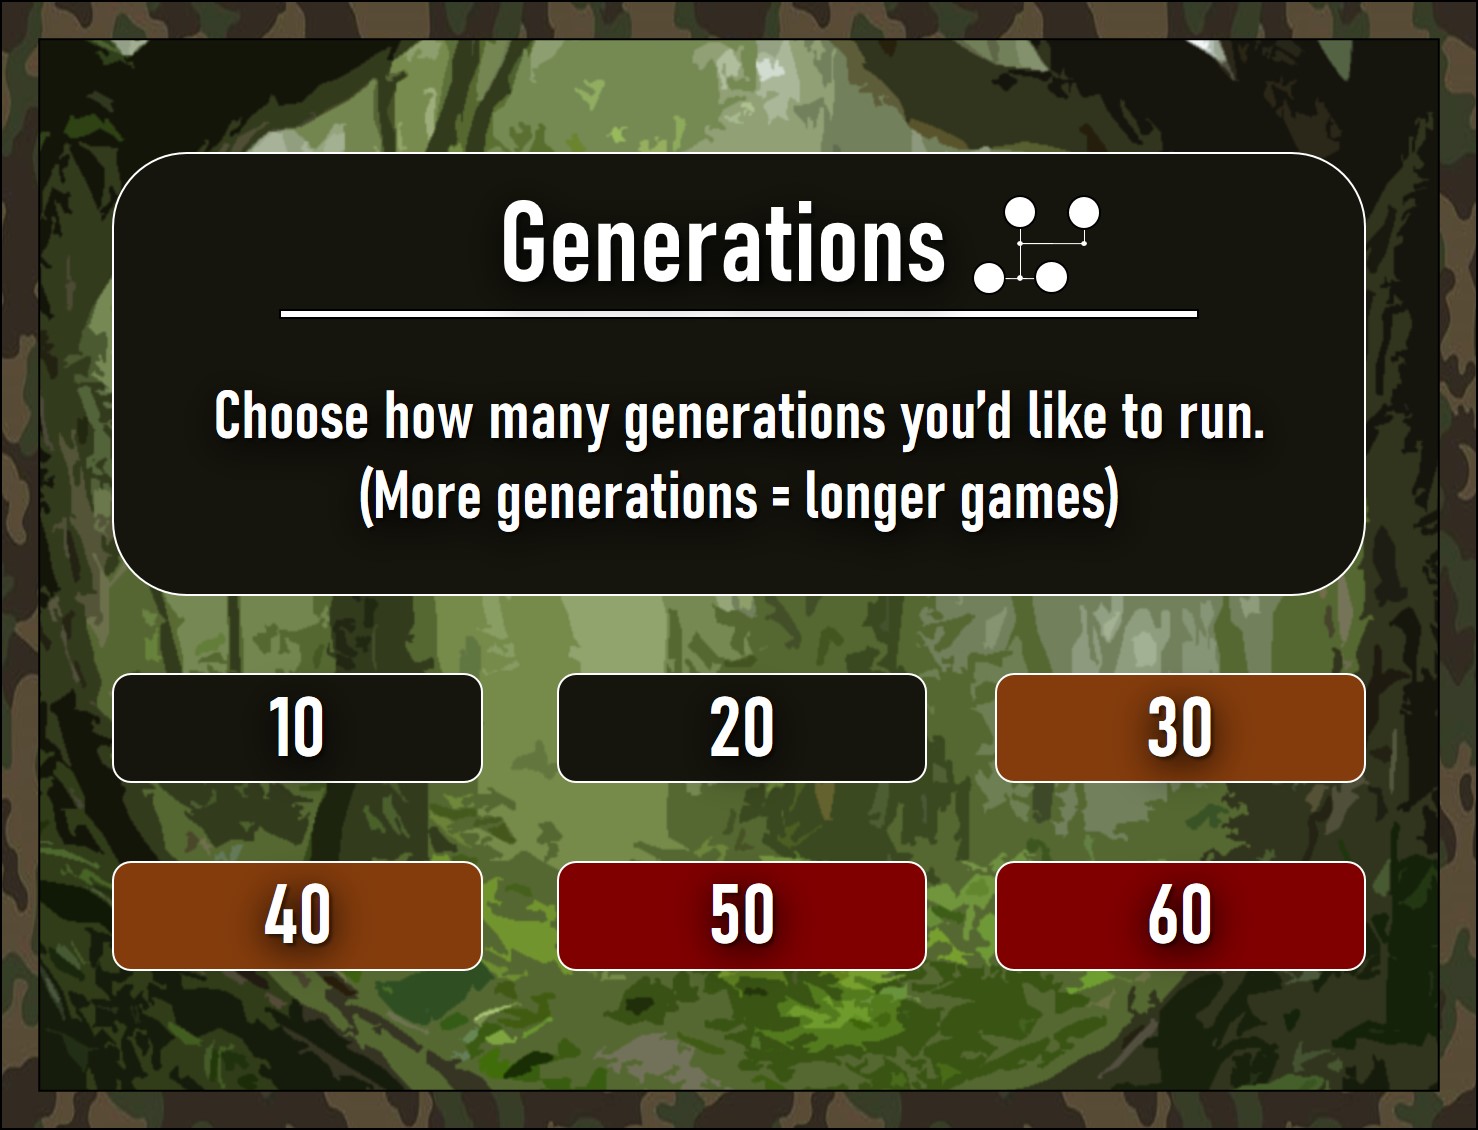 Generations
Choose how many generations you’d like to run.
(More generations = longer games)
10
20
30
40
50
60